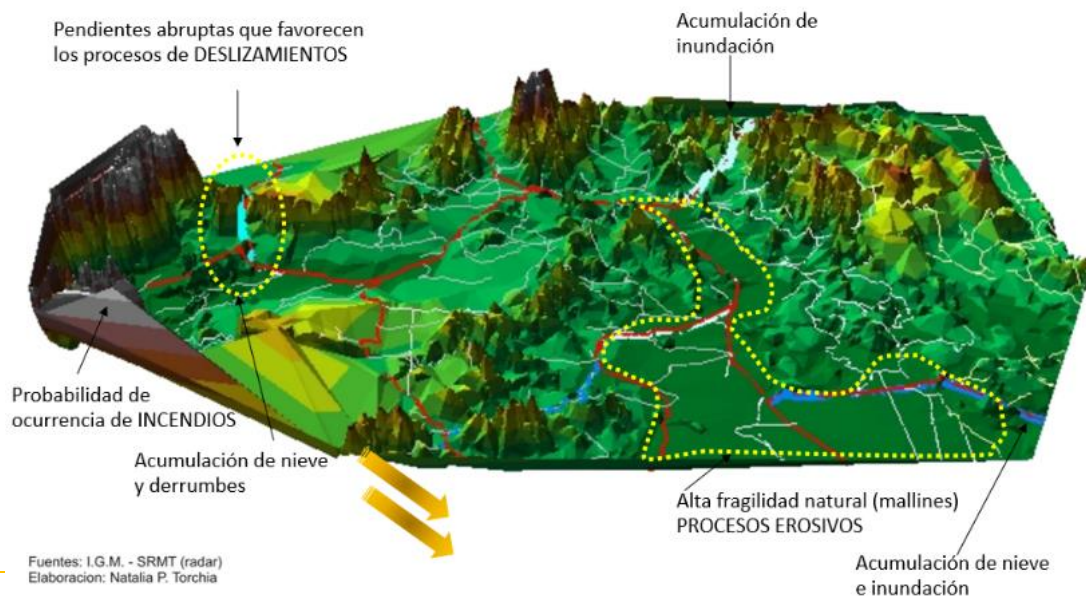 Pendientes abruptas que favorecen
los procesos de DESLIZAMIENTOS
Acumulación de
inundación
Probabilidad de
ocurrencia de INCENDIOS
Acumulación de nieve
y derrumbes
Alta fragilidad natural (mallines)
PROCESOS EROSIVOS
Acumulación de nieve
e inundación
Fuentes: I.G.M. - SRMT (radar)
Elaboracion: Natalia P. Torchia